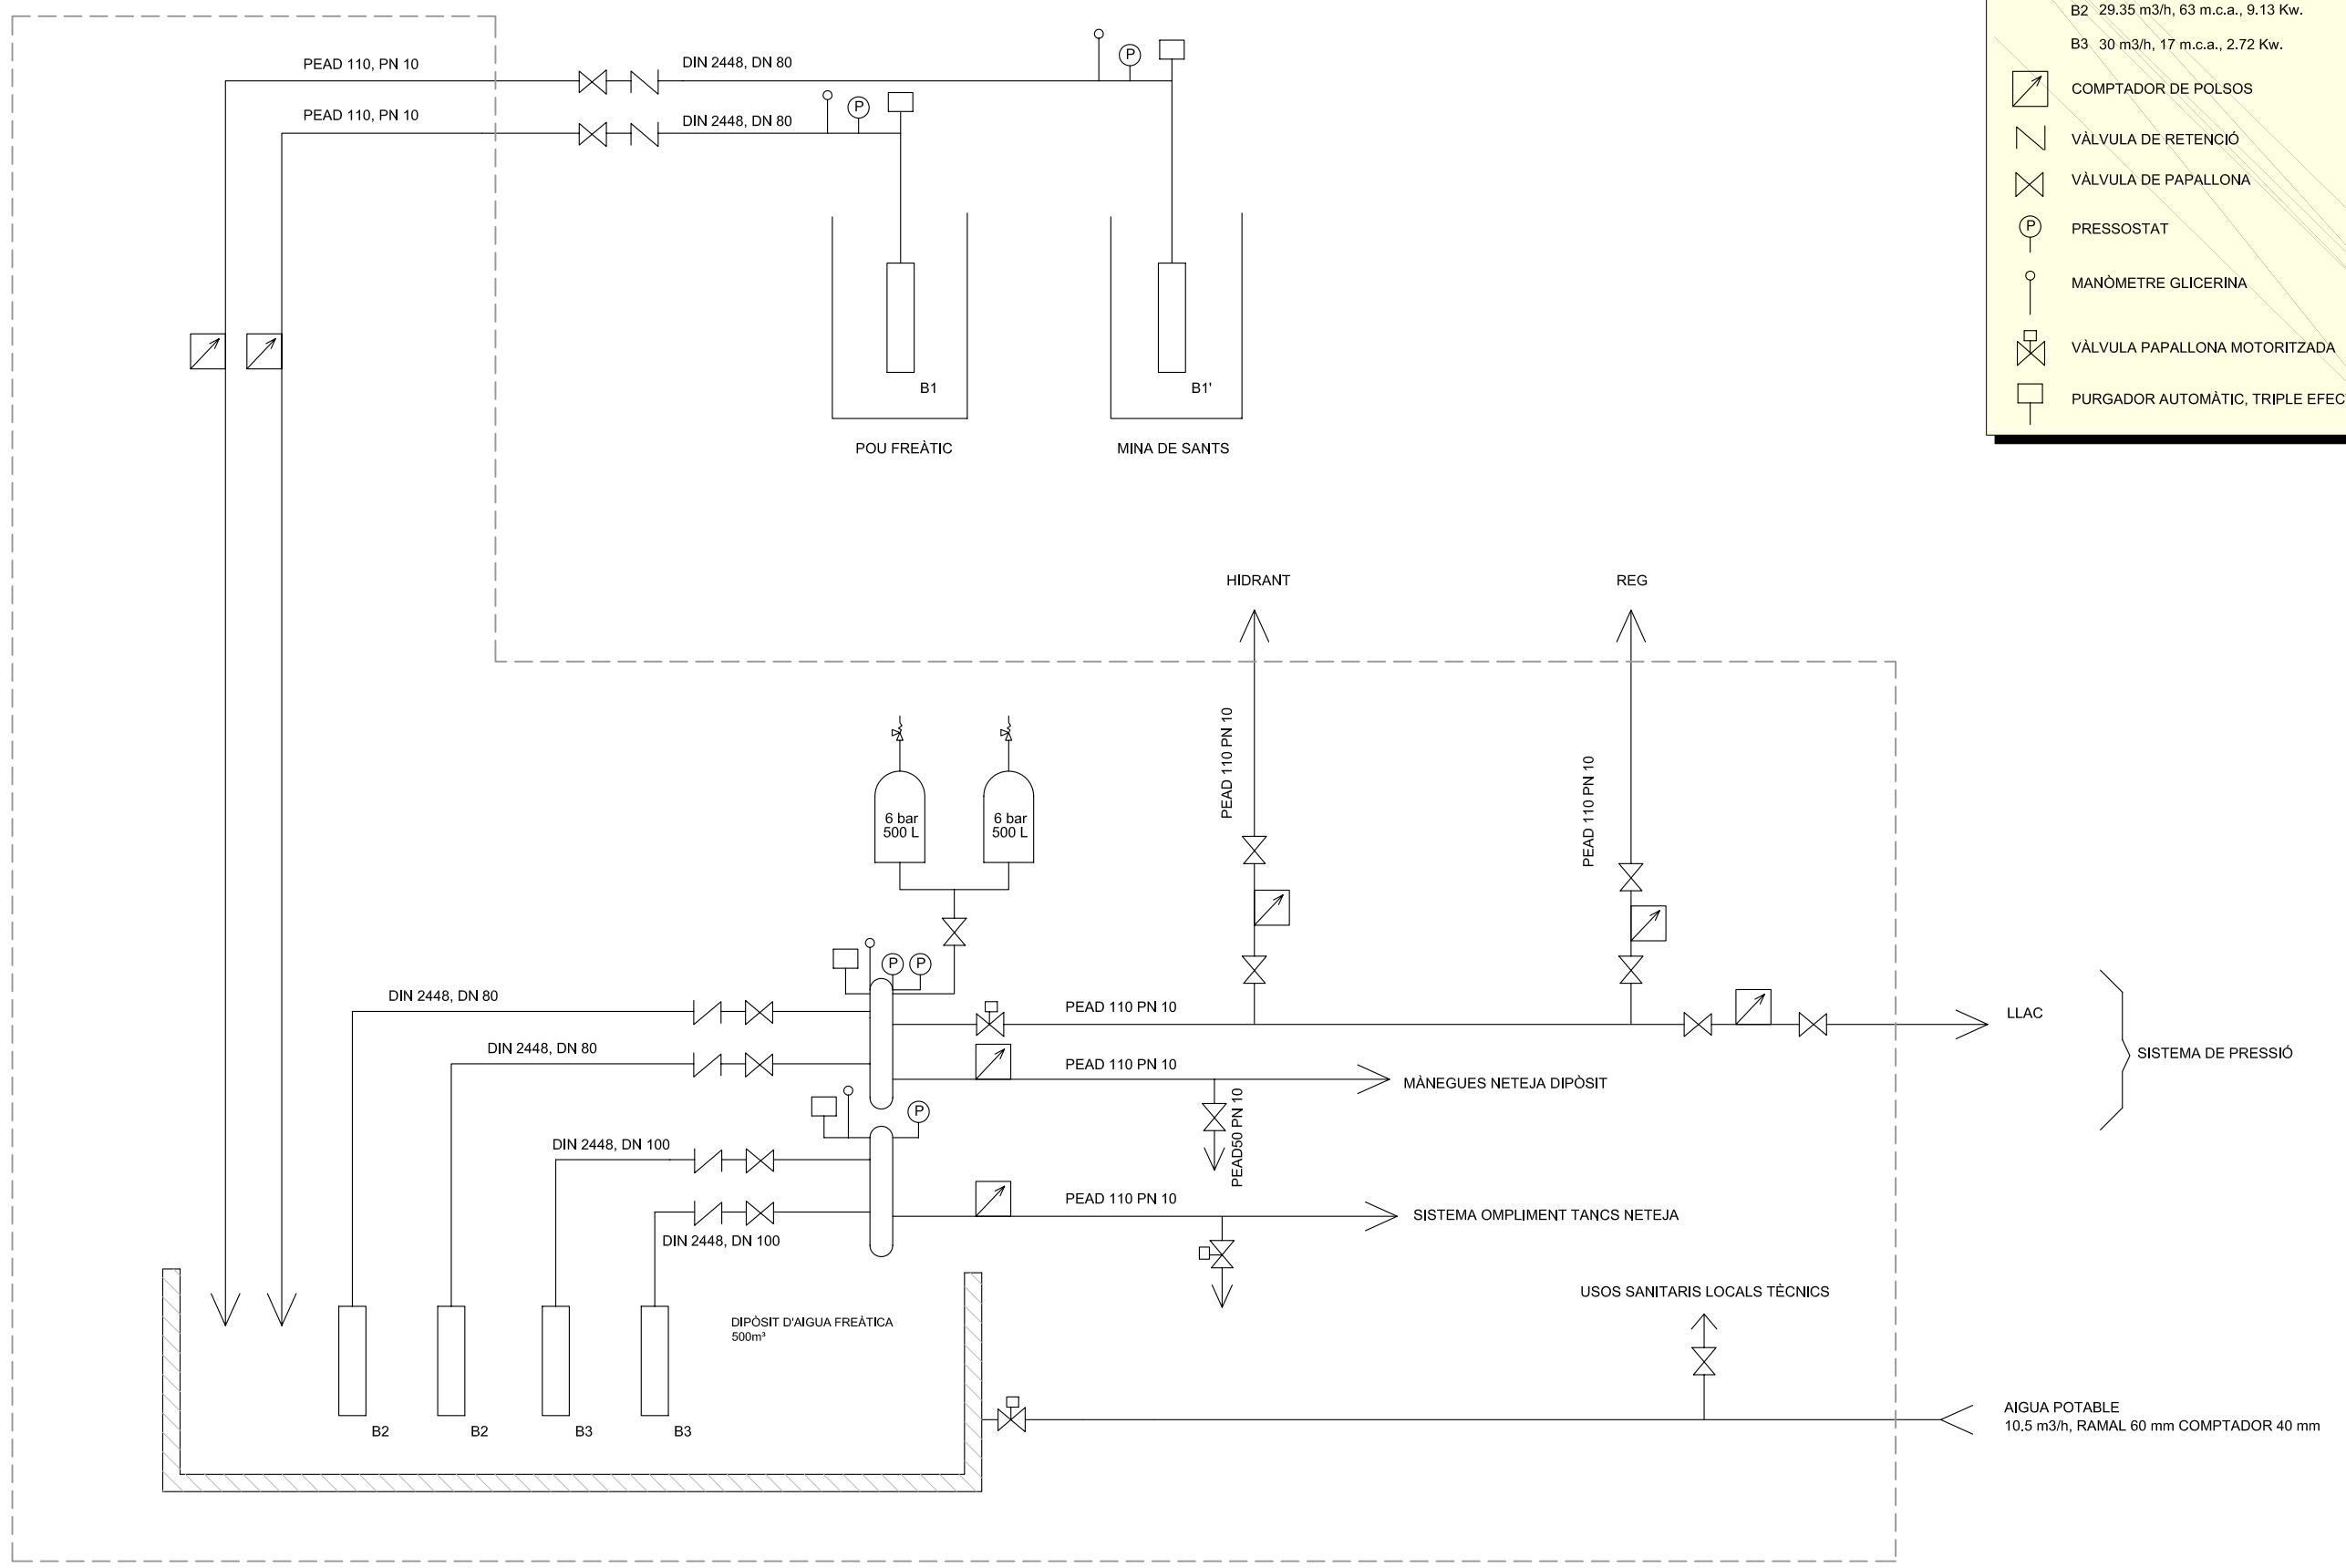 B2 29.35 m3/h, 63 m.c.a., 9.13 Kw.
B3 30 m3/h, 17 m.c.a., 2.72 Kw.
COMPTADOR DE POLSOS
VÀLVULA DE RETENCIÓ
VÀLVULA DE PAPALLONA
P
PRESSOSTAT
MANÒMETRE GLICERINA
VÀLVULA PAPALLONA MOTORITZADA
PURGADOR AUTOMÀTIC, TRIPLE EFEC
PEAD 110, PN 10
DIN 2448, DN 80
P
PEAD 110, PN 10
DIN 2448, DN 80
P
B1
B1'
POU FREÀTIC
MINA DE SANTS
HIDRANT
REG
PEAD 110 PN 10
PEAD 110 PN 10
6 bar
500 L
6 bar
500 L
P
P
DIN 2448, DN 80
PEAD 110 PN 10
LLAC
DIN 2448, DN 80
PEAD 110 PN 10
SISTEMA DE PRESSIÓ
MÀNEGUES NETEJA DIPÒSIT
P
PEAD50 PN 10
DIN 2448, DN 100
PEAD 110 PN 10
SISTEMA OMPLIMENT TANCS NETEJA
DIN 2448, DN 100
USOS SANITARIS LOCALS TÈCNICS
DIPÒSIT D'AIGUA FREÀTICA
500m³
B2
B2
B3
B3
AIGUA POTABLE
10.5 m3/h, RAMAL 60 mm COMPTADOR 40 mm